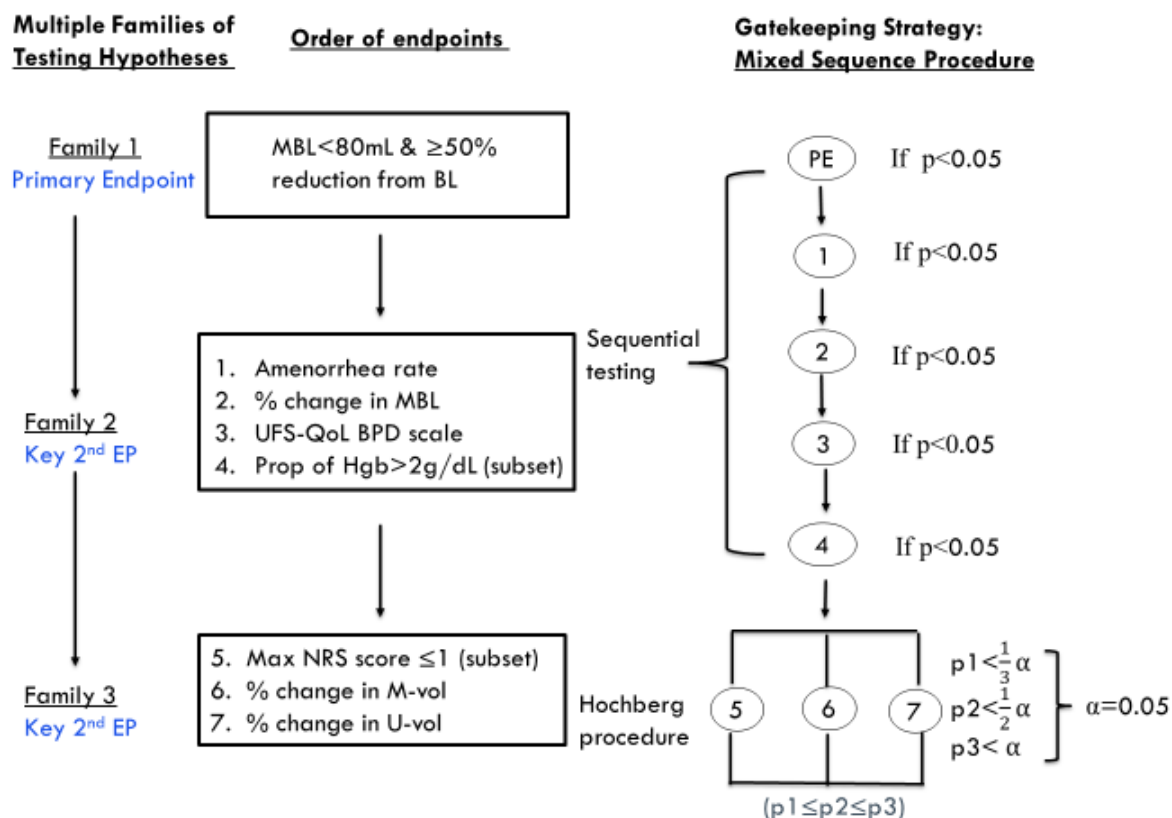 Multiple Families of
Testing Hypotheses
Order of endpoints
Gatekeeping Strategy:
Mixed Sequence Procedure
Family 1
Primary Endpoint
MBL<80mL & ≥50%
reduction from BL
PE
If p<0.05
1
If p<0.05
Sequential
testing
2
If p<0.05
1. Amenorrhea rate
2. % change in MBL
3. UFS-QoL BPD scale
4. Prop of Hgb>2g/dL (subset)
Family 2
Key 2nd EP
3
If p<0.05
4
If p<0.05
Family 3
Key 2nd EP
5. Max NRS score ≤1 (subset)
6. % change in M-vol
7. % change in U-vol
Hochberg
procedure
5
6
7
p1<1/3 α
p2<1/2 α
p3< α
α=0.05
(p1≤p2≤p3)